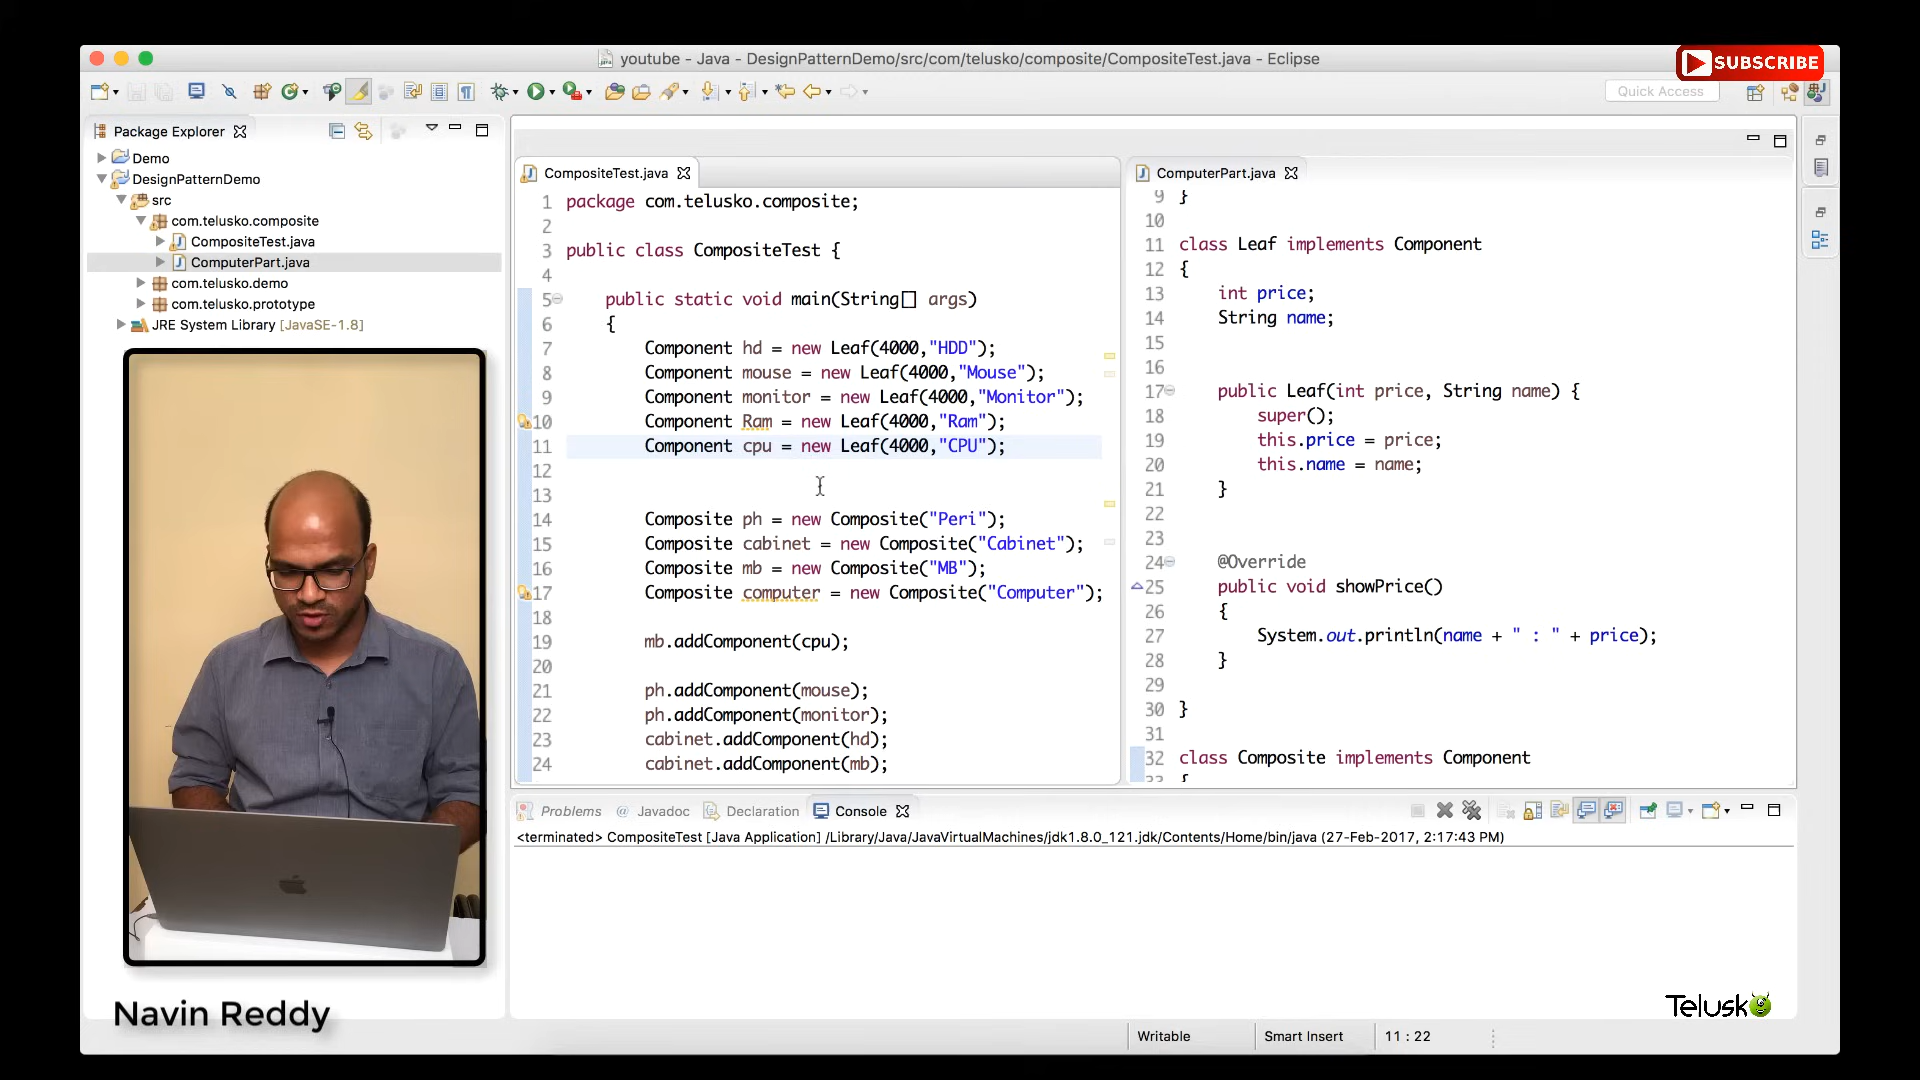 youtube - Java - DesignPatternDemo/src/com/telusko/composite/CompositeTest.java - Eclipse
SUBSCRIBE
Quick Access
Package Explorer
Demo
DesignPatternDemo
src
com.telusko.composite
CompositeTest.java
ComputerPart.java
com.telusko.demo
com.telusko.prototype
JRE System Library [JavaSE-1.8]
CompositeTest.java
1 package com.telusko.composite;
2
3 public class CompositeTest {
4
5 public static void main(String[] args)
6 {
7 Component hd = new Leaf(4000,"HDD");
8 Component mouse = new Leaf(4000,"Mouse");
9 Component monitor = new Leaf(4000,"Monitor");
10 Component Ram = new Leaf(4000,"Ram");
11 Component cpu = new Leaf(4000,"CPU");
12
13
14 Composite ph = new Composite("Peri");
15 Composite cabinet = new Composite("Cabinet");
16 Composite mb = new Composite("MB");
17 Composite computer = new Composite("Computer");
18
19 mb.addComponent(cpu);
20
21 ph.addComponent(mouse);
22 ph.addComponent(monitor);
23 cabinet.addComponent(hd);
24 cabinet.addComponent(mb);
ComputerPart.java
9 }
10
11 class Leaf implements Component
12 {
13 int price;
14 String name;
15
16
17 public Leaf(int price, String name) {
18 super();
19 this.price = price;
20 this.name = name;
21 }
22
23
24 @Override
25 public void showPrice()
26 {
27 System.out.println(name + " : " + price);
28 }
29
30 }
31
32 class Composite implements Component
33 {
Problems @ Javadoc Declaration Console
<terminated> CompositeTest [Java Application] /Library/Java/JavaVirtualMachines/jdk1.8.0_121.jdk/Contents/Home/bin/java (27-Feb-2017, 2:17:43 PM)
Navin Reddy
Telusko
Writable Smart Insert 11 : 22